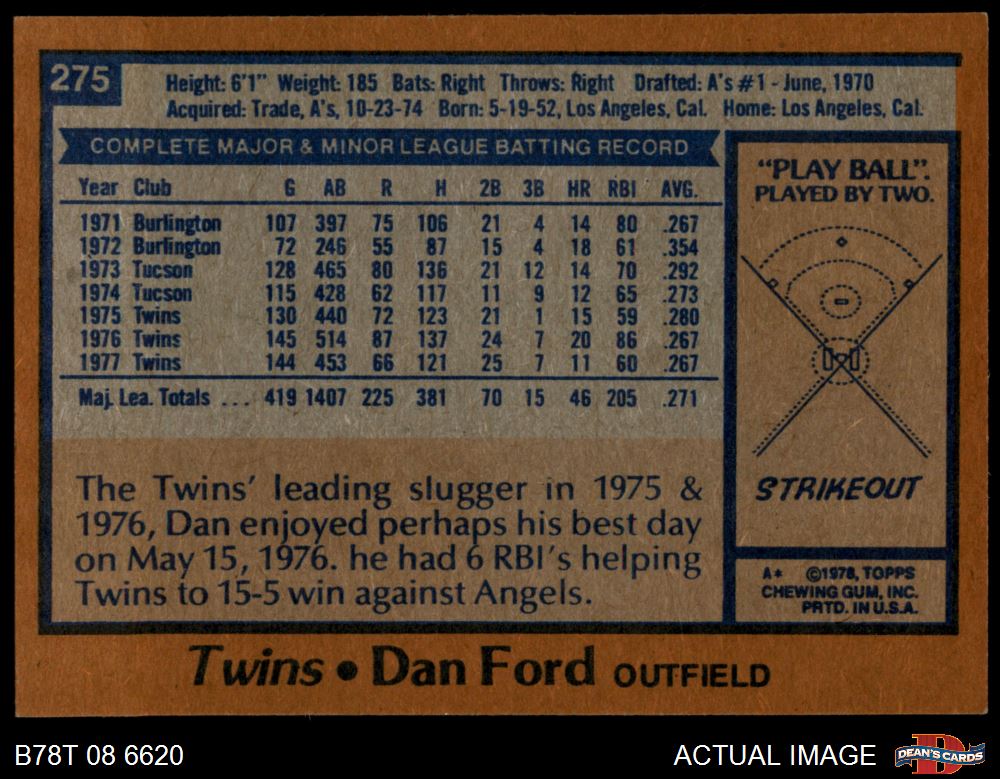 275
Height: 6'1" Weight: 185 Bats: Right Throws: Right Drafted: A's #1 - June, 1970
Acquired: Trade, A's, 10-23-74 Born: 5-19-52, Los Angeles, Cal. Home: Los Angeles, Cal.
COMPLETE MAJOR & MINOR LEAGUE BATTING RECORD
Year Club G AB R H 2B 3B HR RBI AVG.
1971 Burlington 107 397 75 106 21 4 14 80 .267
1972 Burlington 72 246 55 87 15 4 18 61 .354
1973 Tucson 128 465 80 136 21 12 14 70 .292
1974 Tucson 115 428 62 117 11 9 12 65 .273
1975 Twins 130 440 72 123 21 1 15 59 .280
1976 Twins 145 514 87 137 24 7 20 86 .267
1977 Twins 144 453 66 121 25 7 11 60 .267
Maj. Lea. Totals ... 419 1407 225 381 70 15 46 205 .271
The Twins' leading slugger in 1975 &
1976, Dan enjoyed perhaps his best day
on May 15, 1976. he had 6 RBI's helping
Twins to 15-5 win against Angels.
"PLAY BALL".
PLAYED BY TWO.
STRIKEOUT
A* ©1978, TOPPS
CHEWING GUM, INC.
PRTD. IN U.S.A.
Twins • Dan Ford OUTFIELD
B78T 08 6620
ACTUAL IMAGE
D
DEAN'S CARDS